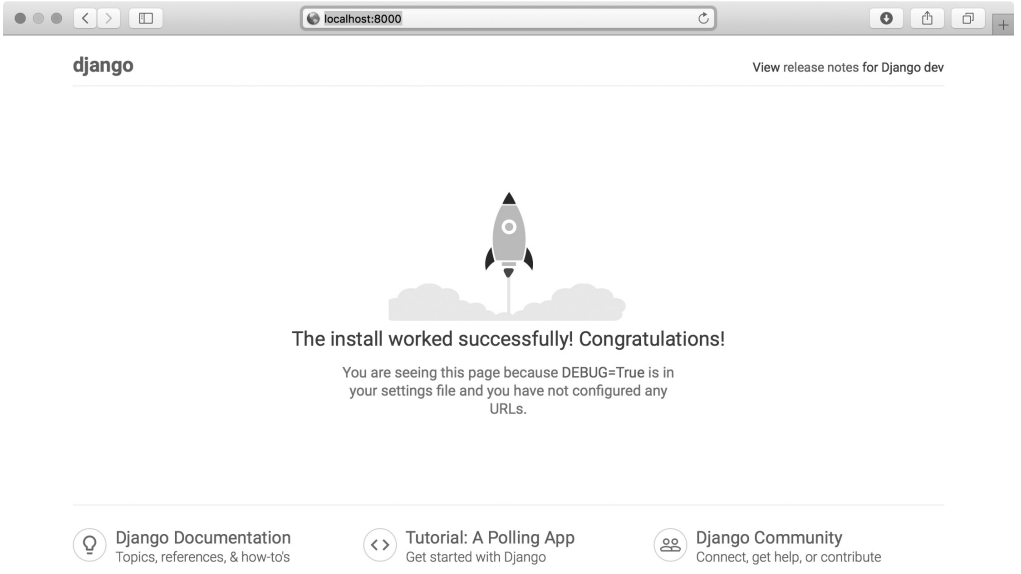 localhost:8000
django
View release notes for Django dev
The install worked successfully! Congratulations!
You are seeing this page because DEBUG=True is in
your settings file and you have not configured any
URLs.
Django Documentation
Topics, references, & how-to's
Tutorial: A Polling App
Get started with Django
Django Community
Connect, get help, or contribute